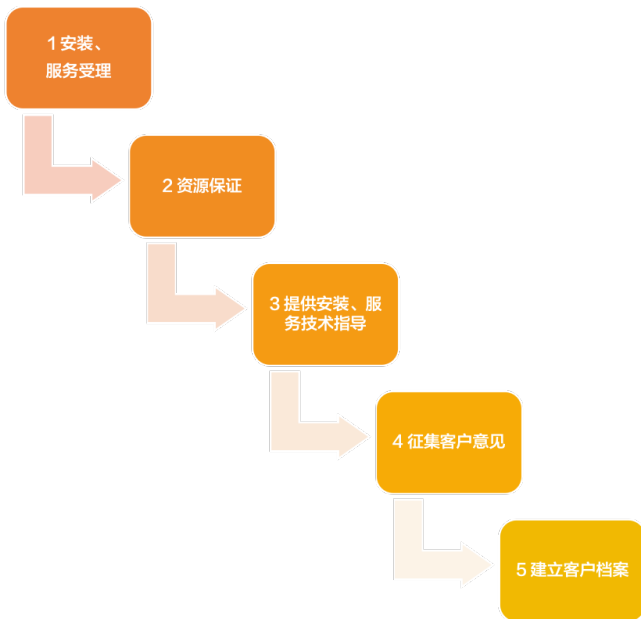 1 安装、
服务受理
2 资源保证
3 提供安装、服
务技术指导
4 征集客户意见
5 建立客户档案